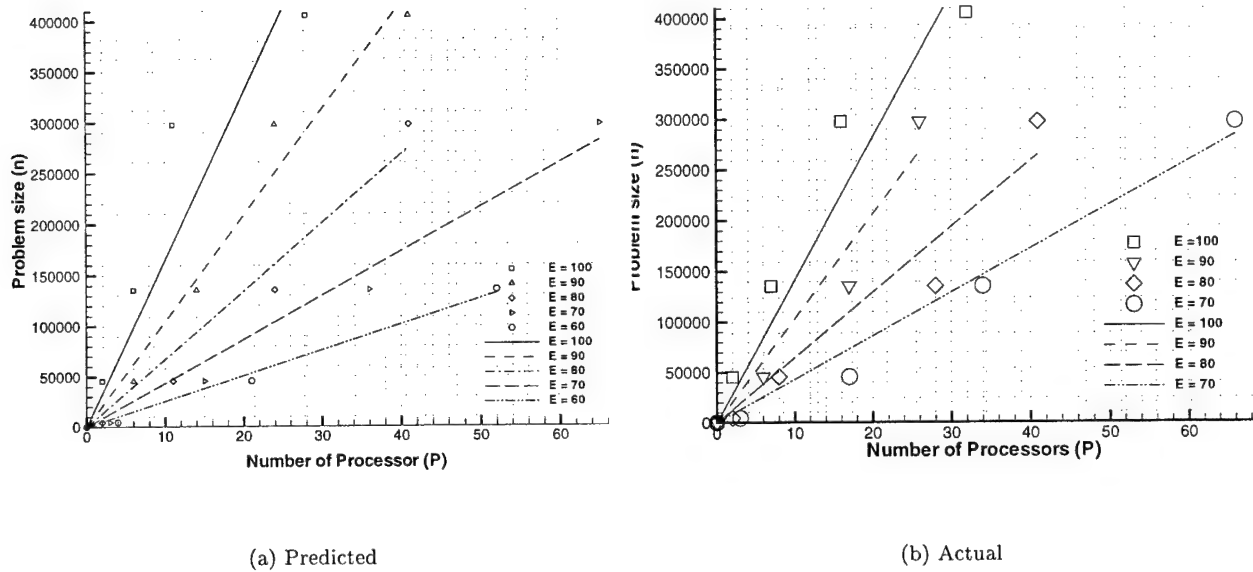 400000
350000
300000
250000
200000
150000
100000
50000
0
Problem size (n)
0 10 20 30 40 50 60
Number of Processor (P)
E = 100
E = 90
E = 80
E = 70
E = 60
E = 100
E = 90
E = 80
E = 70
E = 60
(a) Predicted
400000
350000
300000
250000
200000
150000
100000
50000
0
Problem size (n)
0 10 20 30 40 50 60
Number of Processors (P)
E =100
E = 90
E =80
E = 70
E = 100
E = 90
E = 80
E = 70
(b) Actual